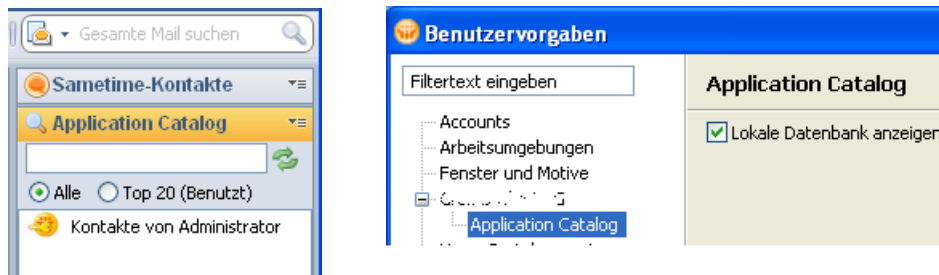 Gesamte Mail suchen
Sametime-Kontakte
Application Catalog
Alle
Top 20 (Benutzt)
Kontakte von Administrator
Benutzervorgaben
Filtertext eingeben
Accounts
Arbeitsumgebungen
Fenster und Motive
Application Catalog
Application Catalog
Lokale Datenbank anzeigen